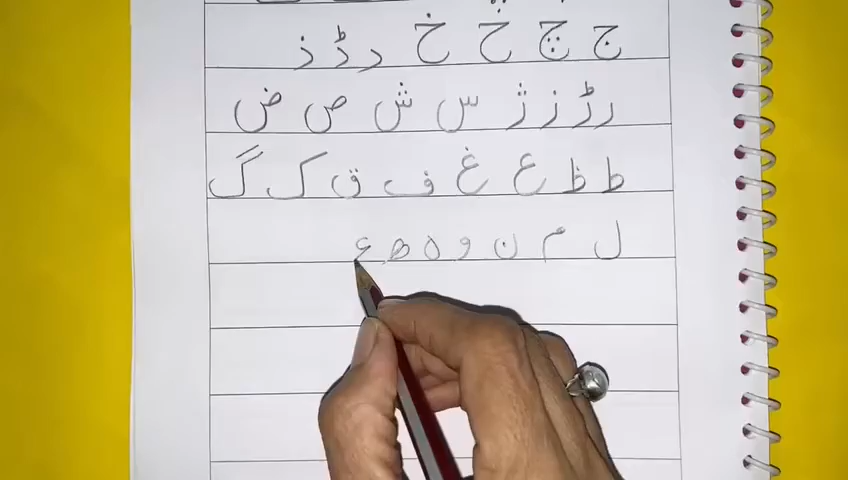 ج چ ح خ د ڈ ذ
ر ڑ ز ژ س ش ص ض
ط ظ ع غ ف ق ک گ
ل م ن و ہ ھ ء